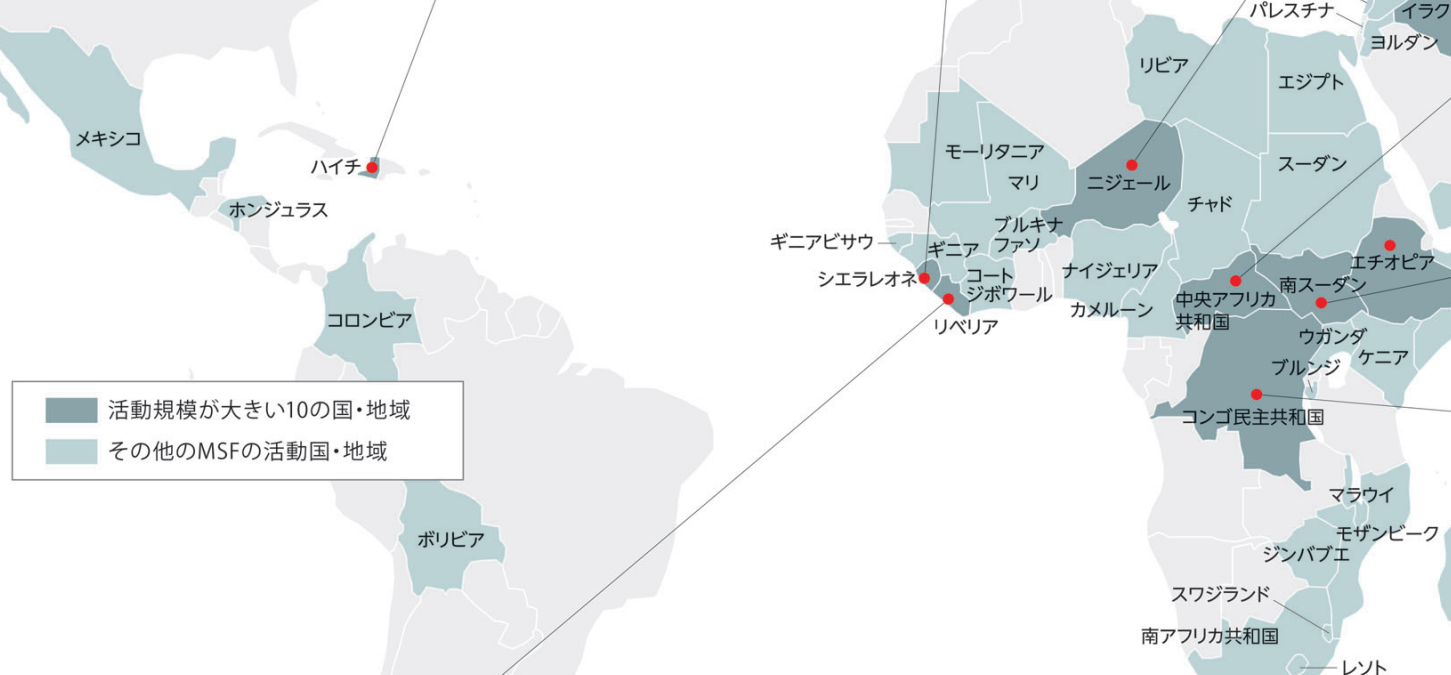 パレスチナ
イラク
ヨルダン
リビア
エジプト
メキシコ
ハイチ
モーリタニア
マリ
ニジェール
スーダン
チャド
ホンジュラス
ブルキナ
ファソ
ギニアビサウ
ギニア
シエラレオネ
コート
ジボワール
ナイジェリア
エチオピア
南スーダン
中央アフリカ
共和国
カメルーン
コロンビア
リベリア
ウガンダ
ケニア
ブルンジ
活動規模が大きい10の国・地域
その他のMSFの活動国・地域
コンゴ民主共和国
マラウイ
モザンビーク
ボリビア
ジンバブエ
スワジランド
南アフリカ共和国
レソト